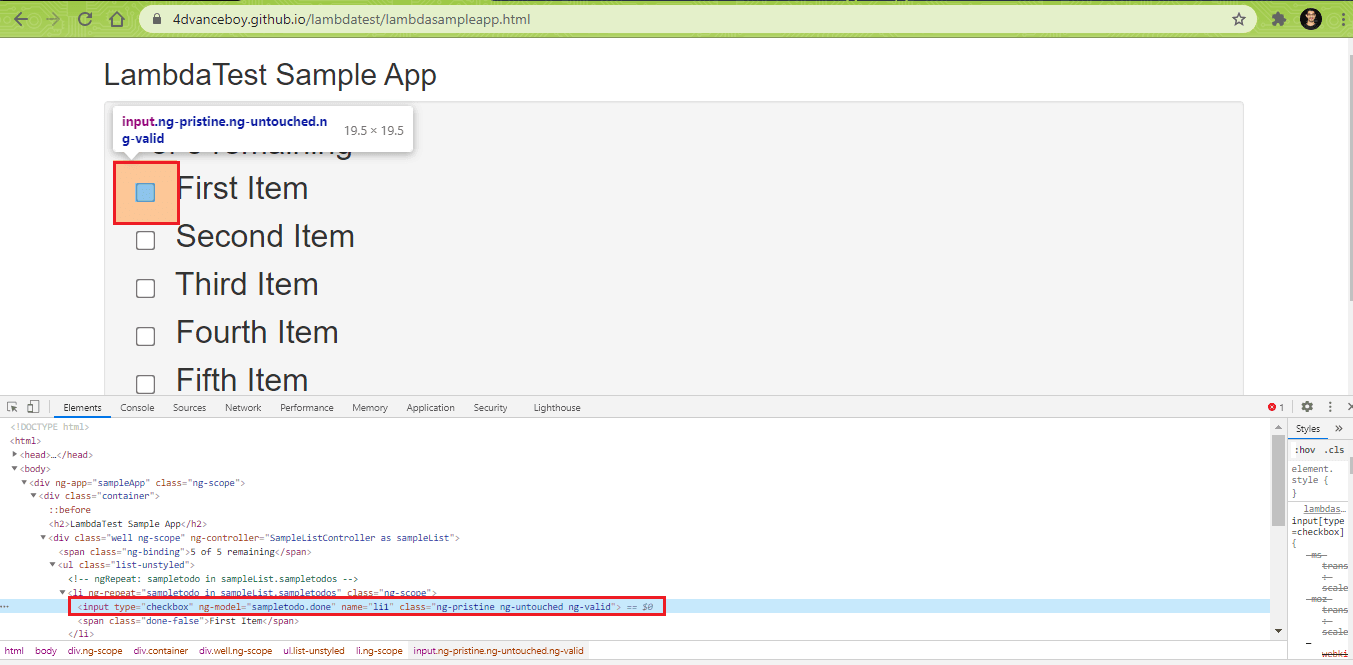 4dvanceboy.github.io/lambdatest/lambdasampleapp.html
LambdaTest Sample App
input.ng-pristine.ng-untouched.n
g-valid
19.5 × 19.5
remaining
First Item
Second Item
Third Item
Fourth Item
Fifth Item
Elements Console Sources Network Performance Memory Application Security Lighthouse
1
<!DOCTYPE html>
<html>
<head>…</head>
<body>
<div ng-app="sampleApp" class="ng-scope">
<div class="container">
::before
<h2>LambdaTest Sample App</h2>
<div class="well ng-scope" ng-controller="SampleListController as sampleList">
<span class="ng-binding">5 of 5 remaining</span>
<ul class="list-unstyled">
<!-- ngRepeat: sampletodo in sampleList.sampletodos -->
<li ng-repeat="sampletodo in sampleList.sampletodos" class="ng-scope">
<input type="checkbox" ng-model="sampletodo.done" name="li1" class="ng-pristine ng-untouched ng-valid"> == $0
<span class="done-false">First Item</span>
</li>
html body div.ng-scope div.container div.well.ng-scope ul.list-unstyled li.ng-scope input.ng-pristine.ng-untouched.ng-valid
Styles »
:hov .cls
element.
style {
}
lambdas…
input[type
=checkbox]
{
-ms-
trans
:
scale
-moz-
trans
:
scale
webki